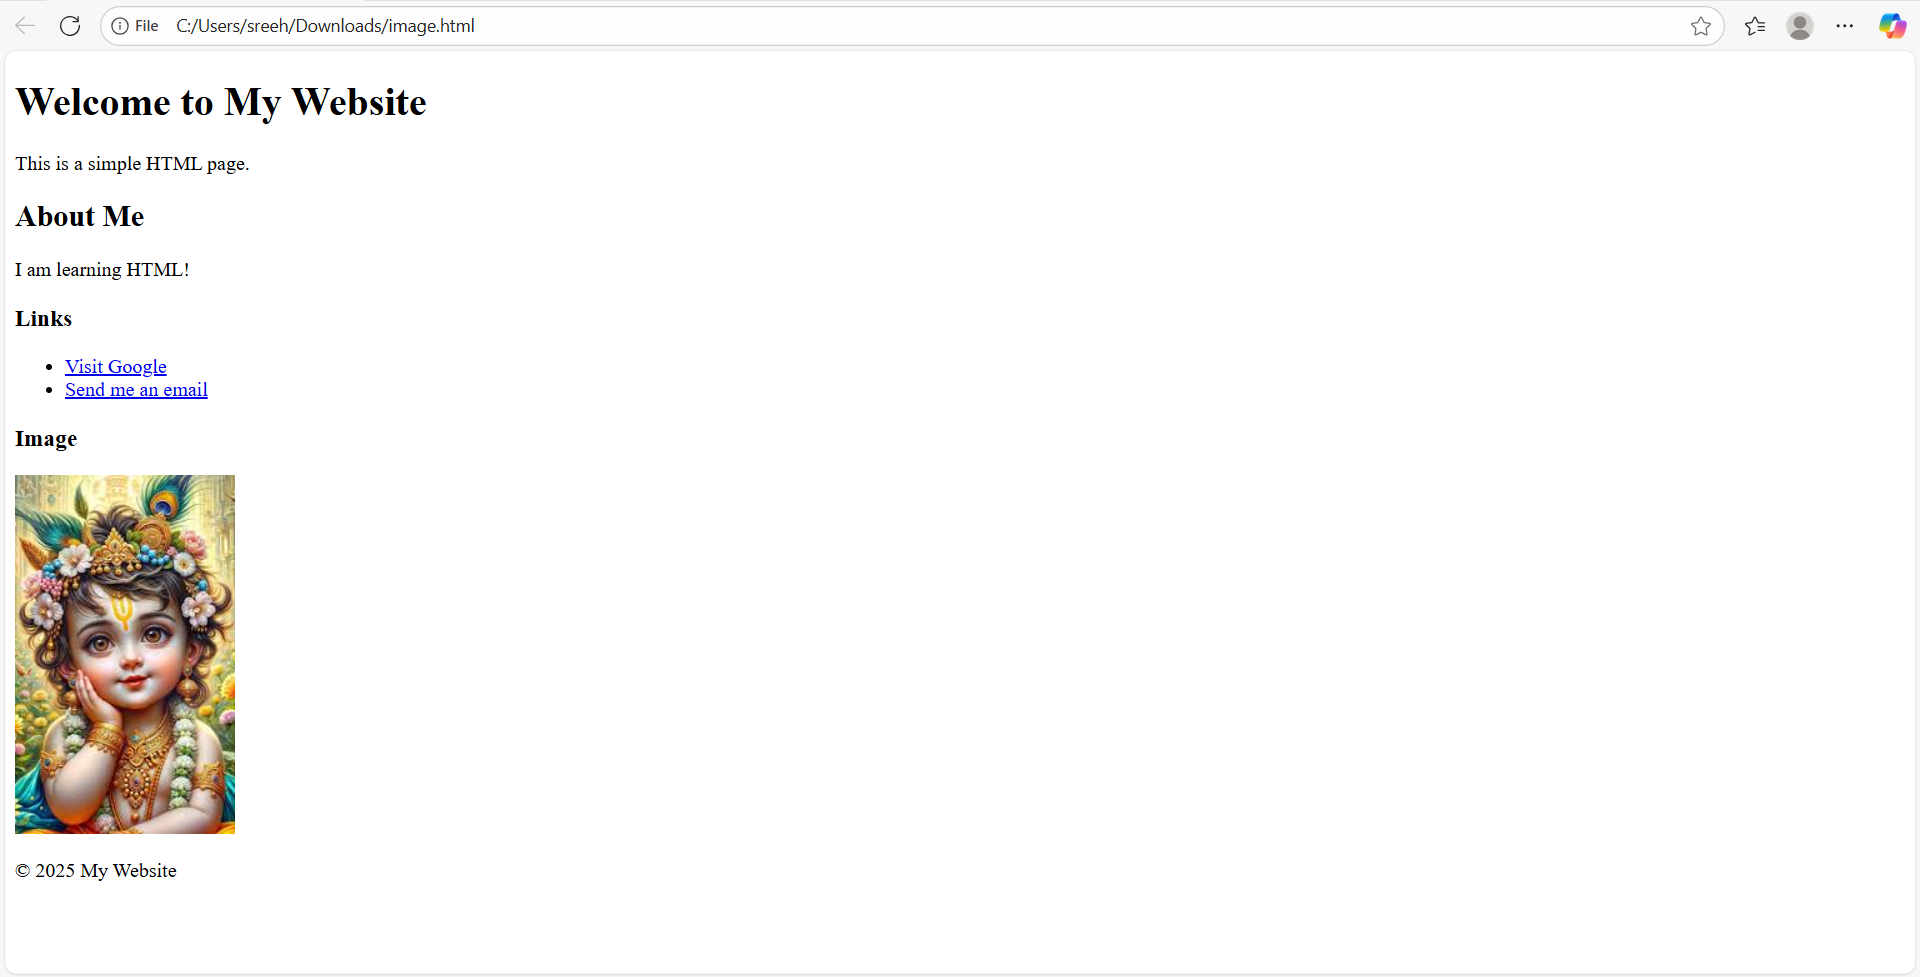 File C:/Users/sreeh/Downloads/image.html
Welcome to My Website
This is a simple HTML page.
About Me
I am learning HTML!
Links
Visit Google
Send me an email
Image
© 2025 My Website